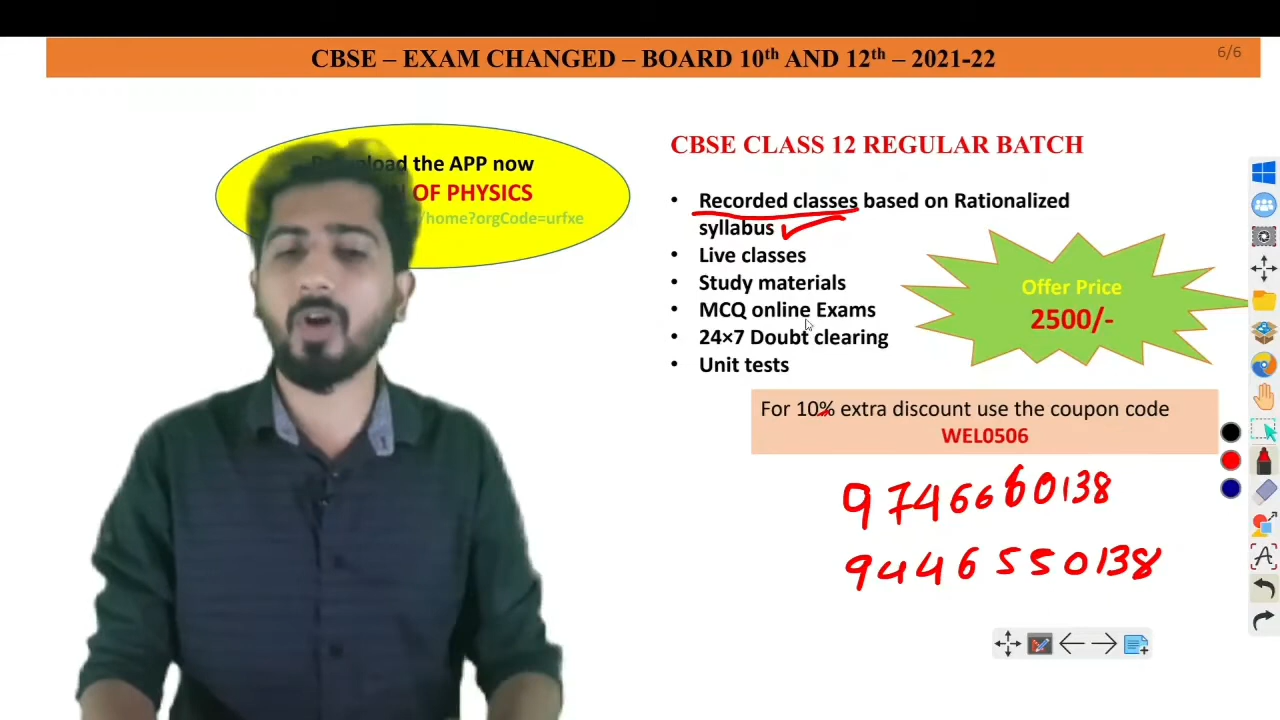 CBSE – EXAM CHANGED – BOARD 10th AND 12th – 2021-22
6/6
the APP now
OF PHYSICS
/home?orgCode=urfxe
CBSE CLASS 12 REGULAR BATCH
• Recorded classes based on Rationalized
syllabus
• Live classes
• Study materials
• MCQ online Exams
• 24×7 Doubt clearing
• Unit tests
Offer Price
2500/-
For 10% extra discount use the coupon code
WEL0506
9746660138
9446550138